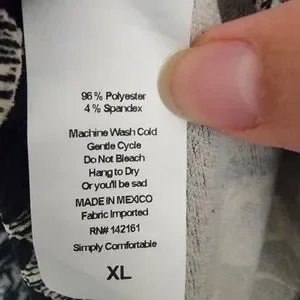 96% Polyester
4% Spandex
Machine Wash Cold
Gentle Cycle
Do Not Bleach
Hang to Dry
Or you'll be sad
MADE IN MEXICO
Fabric Imported
RN# 142161
Simply Comfortable
XL